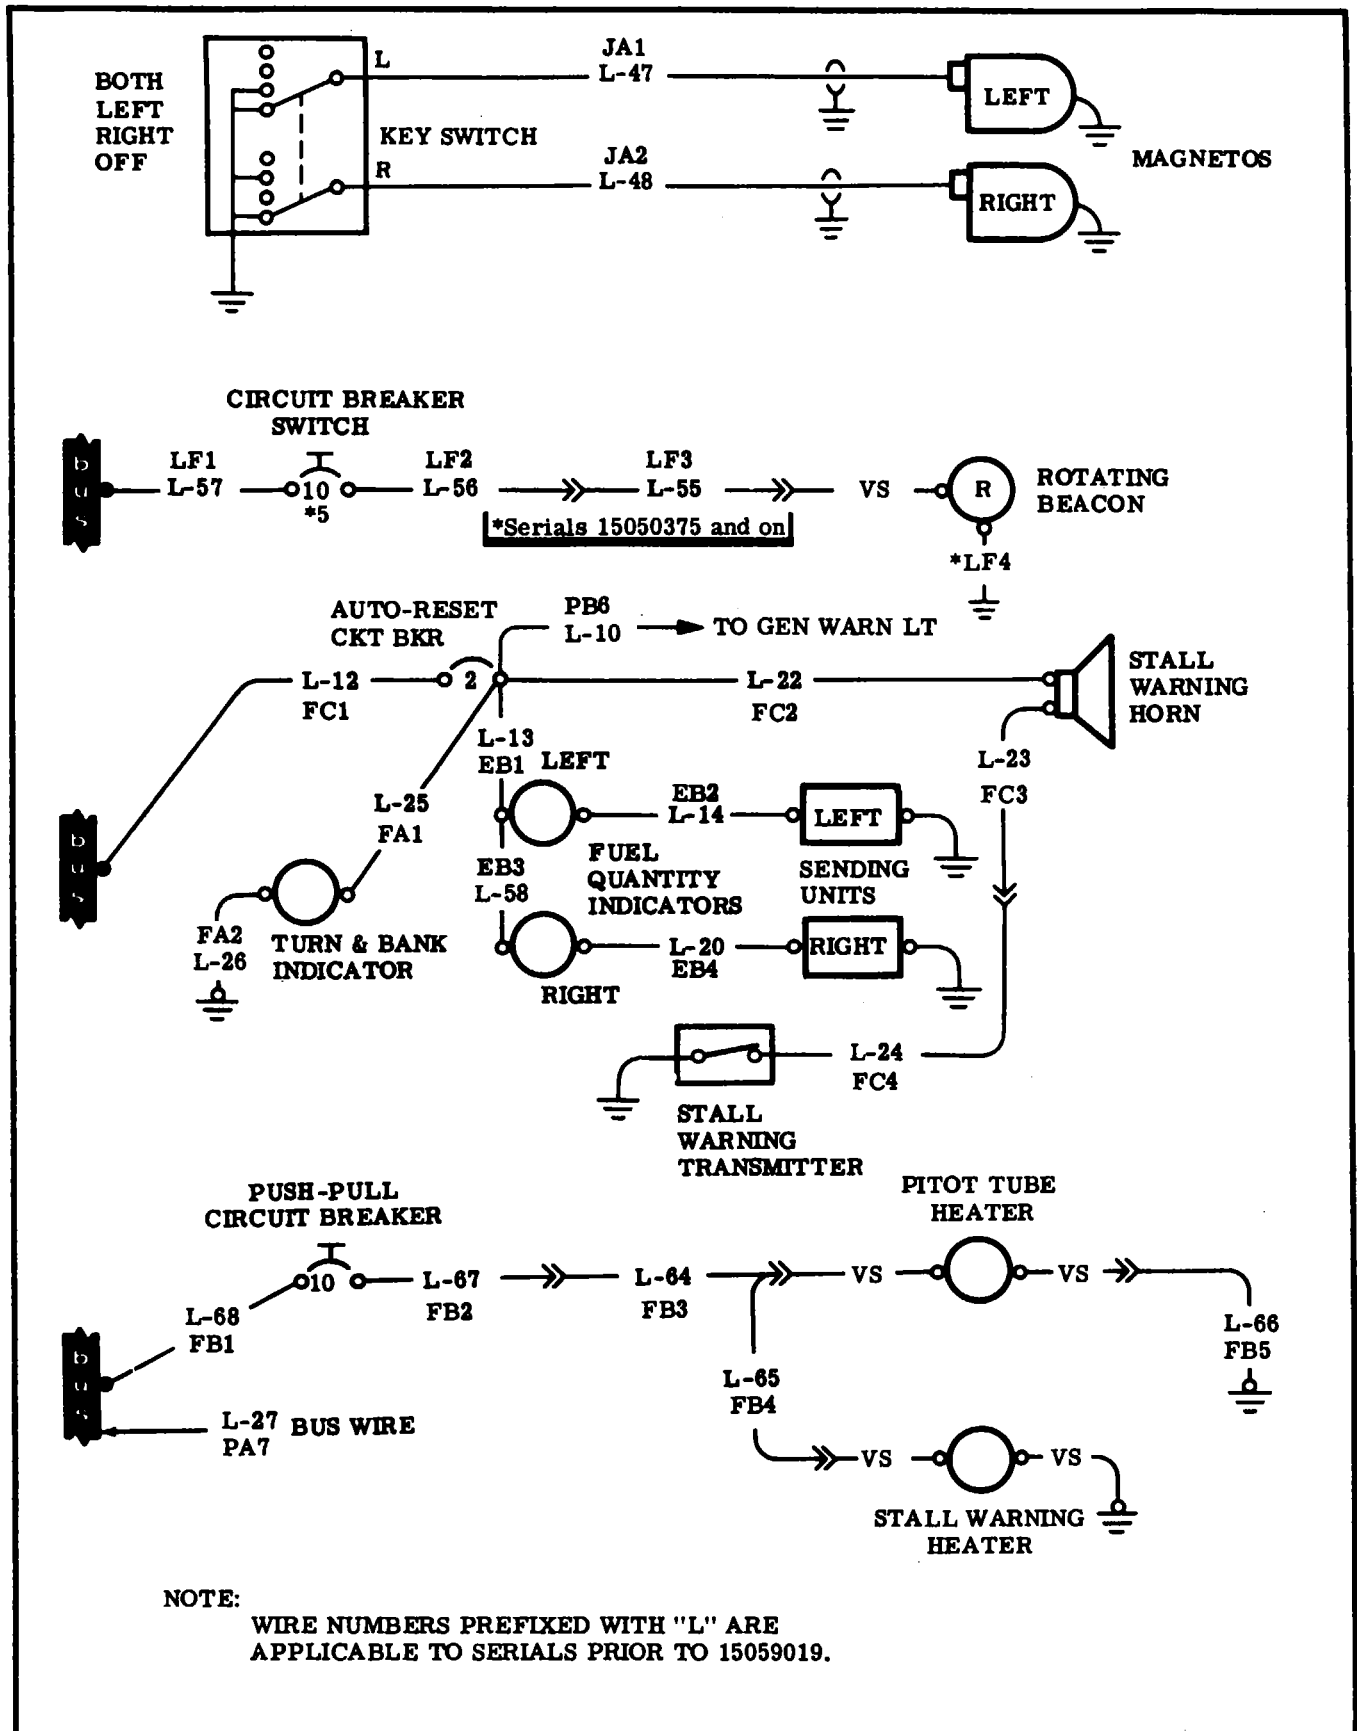 BOTH
LEFT
RIGHT
OFF
L
R
KEY SWITCH
JA1
L-47
JA2
L-48
LEFT
RIGHT
MAGNETOS
CIRCUIT BREAKER
SWITCH
bus
LF1
L-57
10
*5
LF2
L-56
LF3
L-55
VS
R
ROTATING
BEACON
*Serials 15050375 and on
*LF4
AUTO-RESET
CKT BKR
PB6
L-10
TO GEN WARN LT
L-12
FC1
2
L-22
FC2
STALL
WARNING
HORN
L-13
EB1
LEFT
L-23
FC3
L-25
FA1
EB2
L-14
LEFT
bus
EB3
L-58
FUEL
QUANTITY
INDICATORS
SENDING
UNITS
FA2
L-26
TURN & BANK
INDICATOR
L-20
EB4
RIGHT
RIGHT
L-24
FC4
STALL
WARNING
TRANSMITTER
PUSH-PULL
CIRCUIT BREAKER
PITOT TUBE
HEATER
10
L-67
FB2
L-64
FB3
VS
VS
L-68
FB1
L-66
FB5
bus
L-65
FB4
L-27
PA7
BUS WIRE
VS
VS
STALL WARNING
HEATER
NOTE:
WIRE NUMBERS PREFIXED WITH "L" ARE
APPLICABLE TO SERIALS PRIOR TO 15059019.